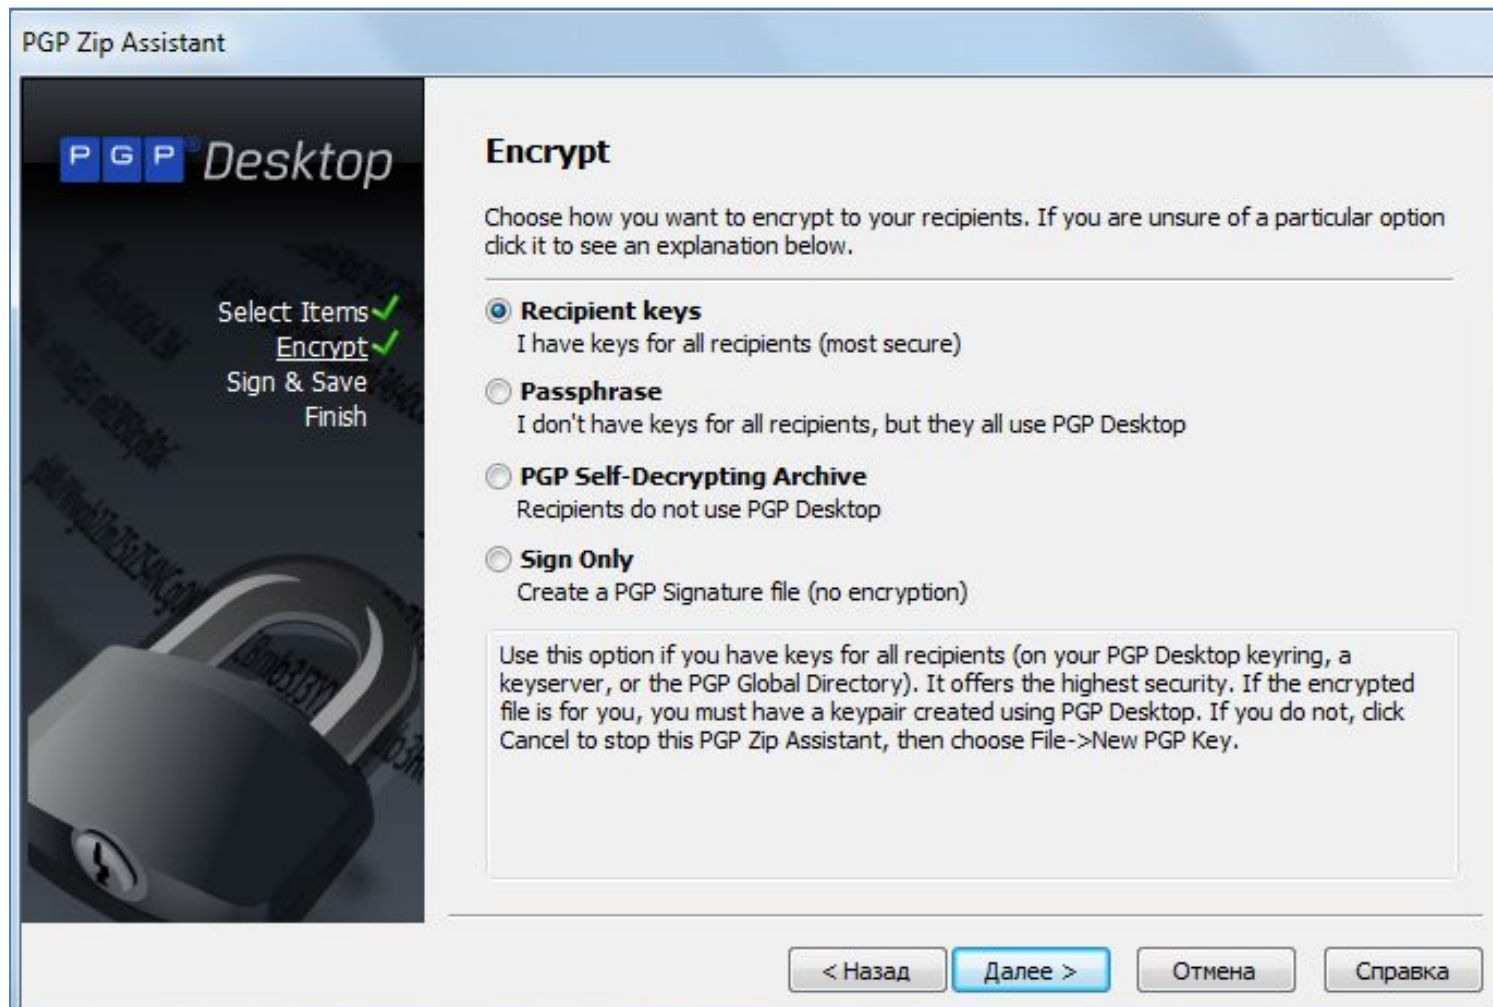 PGP Zip Assistant
PGP® Desktop
Select Items
Encrypt
Sign & Save
Finish
Encrypt
Choose how you want to encrypt to your recipients. If you are unsure of a particular option
click it to see an explanation below.
Recipient keys
I have keys for all recipients (most secure)
Passphrase
I don't have keys for all recipients, but they all use PGP Desktop
PGP Self-Decrypting Archive
Recipients do not use PGP Desktop
Sign Only
Create a PGP Signature file (no encryption)
Use this option if you have keys for all recipients (on your PGP Desktop keyring, a
keyserver, or the PGP Global Directory). It offers the highest security. If the encrypted
file is for you, you must have a keypair created using PGP Desktop. If you do not, click
Cancel to stop this PGP Zip Assistant, then choose File->New PGP Key.
< Назад Далее > Отмена Справка